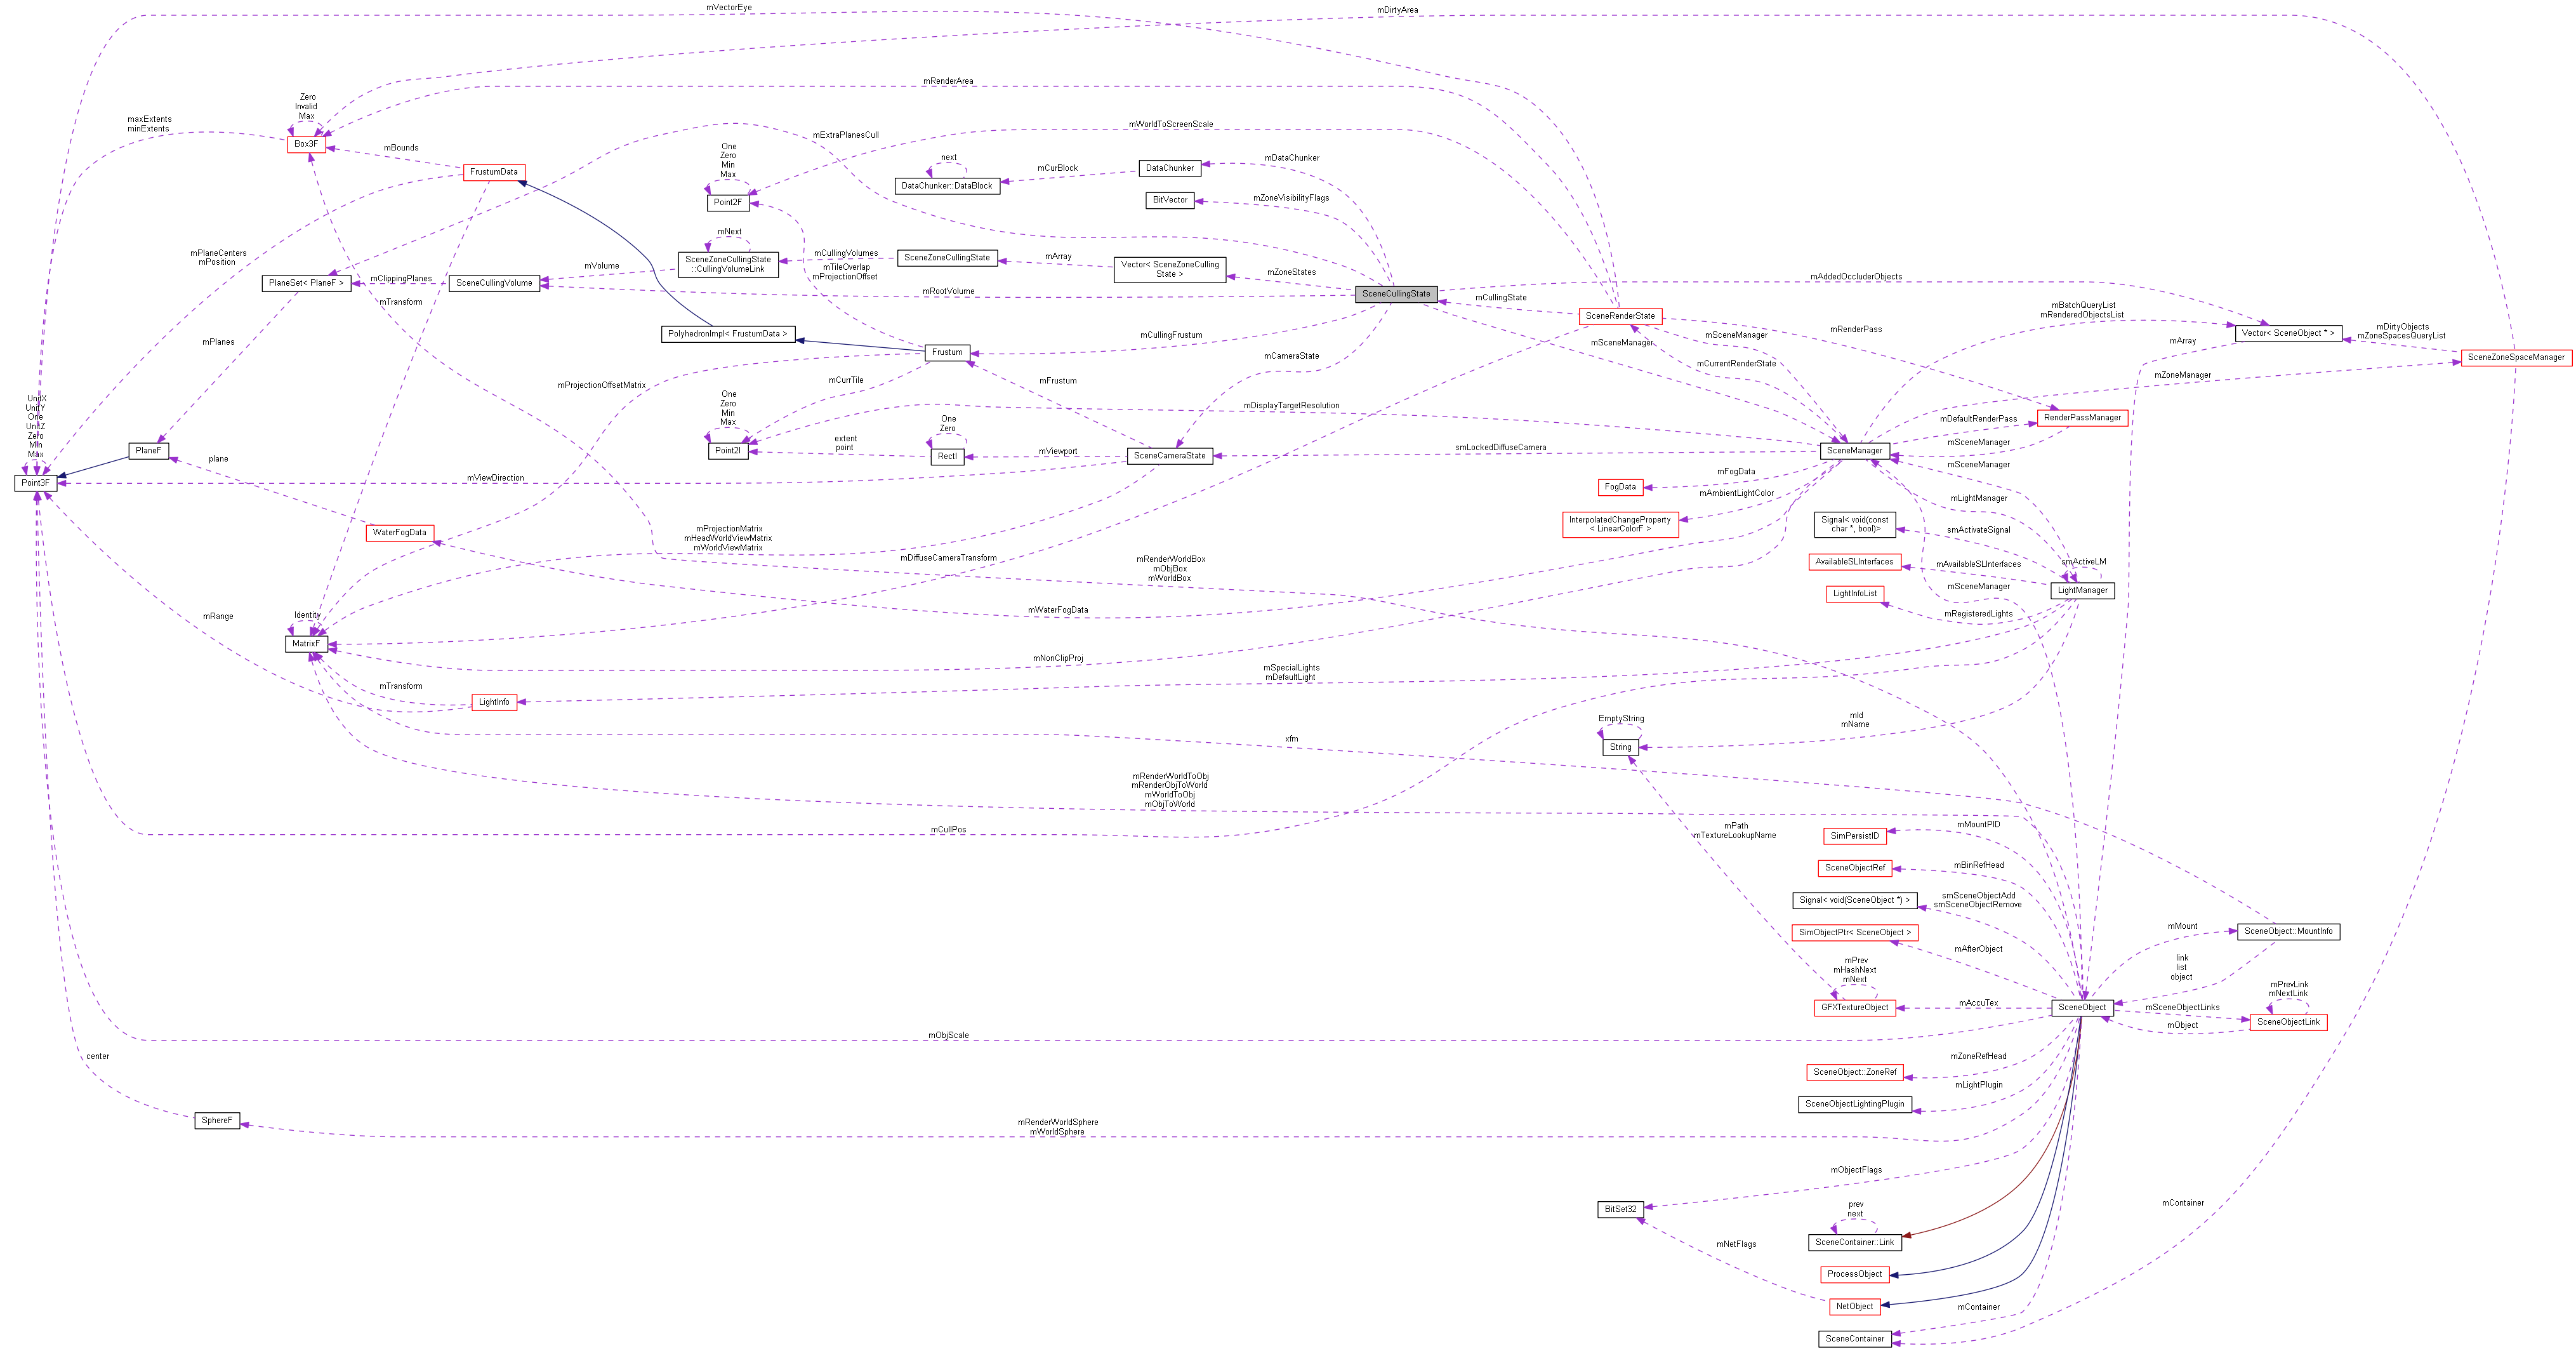 mVectorEye
mDirtyArea
mRenderArea
Zero
Invalid
Max
maxExtents
minExtents
Box3F
mBounds
mExtraPlanesCull
mWorldToScreenScale
FrustumData
One
Zero
Min
Max
Point2F
next
DataChunker::DataBlock
mCurBlock
DataChunker
mDataChunker
BitVector
mZoneVisibilityFlags
mPlaneCenters
mPosition
mClippingPlanes
mTransform
PlaneSet< PlaneF >
SceneCullingVolume
mVolume
mNext
SceneZoneCullingState
::CullingVolumeLink
mCullingVolumes
mTileOverlap
mProjectionOffset
SceneZoneCullingState
mArray
Vector< SceneZoneCulling
State >
mZoneStates
mRootVolume
SceneCullingState
mAddedOccluderObjects
mCullingState
SceneRenderState
mPlanes
PolyhedronImpl< FrustumData >
Frustum
mCullingFrustum
mCameraState
mSceneManager
mSceneManager
mCurrentRenderState
mRenderPass
mBatchQueryList
mRenderedObjectsList
mArray
Vector< SceneObject * >
mDirtyObjects
mZoneSpacesQueryList
SceneZoneSpaceManager
mZoneManager
mProjectionOffsetMatrix
mCurrTile
mFrustum
mDisplayTargetResolution
mDefaultRenderPass
RenderPassManager
mSceneManager
UnitX
UnitY
One
UnitZ
Zero
Min
Max
Point3F
PlaneF
plane
One
Zero
Min
Max
Point2I
extent
point
One
Zero
RectI
mViewport
SceneCameraState
smLockedDiffuseCamera
SceneManager
mSceneManager
mViewDirection
mFogData
FogData
mAmbientLightColor
InterpolatedChangeProperty
< LinearColorF >
mLightManager
Signal< void(const
char *, bool)>
smActivateSignal
WaterFogData
mProjectionMatrix
mHeadWorldViewMatrix
mWorldViewMatrix
mDiffuseCameraTransform
mRenderWorldBox
mObjBox
mWorldBox
AvailableSLInterfaces
mAvailableSLInterfaces
smActiveLM
LightManager
mSceneManager
LightInfoList
mRegisteredLights
mRange
Identity
MatrixF
mWaterFogData
mNonClipProj
mTransform
LightInfo
mSpecialLights
mDefaultLight
EmptyString
String
mId
mName
xfm
mRenderWorldToObj
mRenderObjToWorld
mWorldToObj
mObjToWorld
mCullPos
mPath
mTextureLookupName
SimPersistID
mMountPID
SceneObjectRef
mBinRefHead
Signal< void(SceneObject *) >
smSceneObjectAdd
smSceneObjectRemove
SimObjectPtr< SceneObject >
mAfterObject
mMount
SceneObject::MountInfo
link
list
object
mPrev
mHashNext
mNext
GFXTextureObject
mAccuTex
SceneObject
mSceneObjectLinks
mObject
mPrevLink
mNextLink
SceneObjectLink
mObjScale
center
SceneObject::ZoneRef
mZoneRefHead
SceneObjectLightingPlugin
mLightPlugin
SphereF
mRenderWorldSphere
mWorldSphere
mObjectFlags
BitSet32
mNetFlags
prev
next
SceneContainer::Link
ProcessObject
NetObject
mContainer
SceneContainer
mContainer